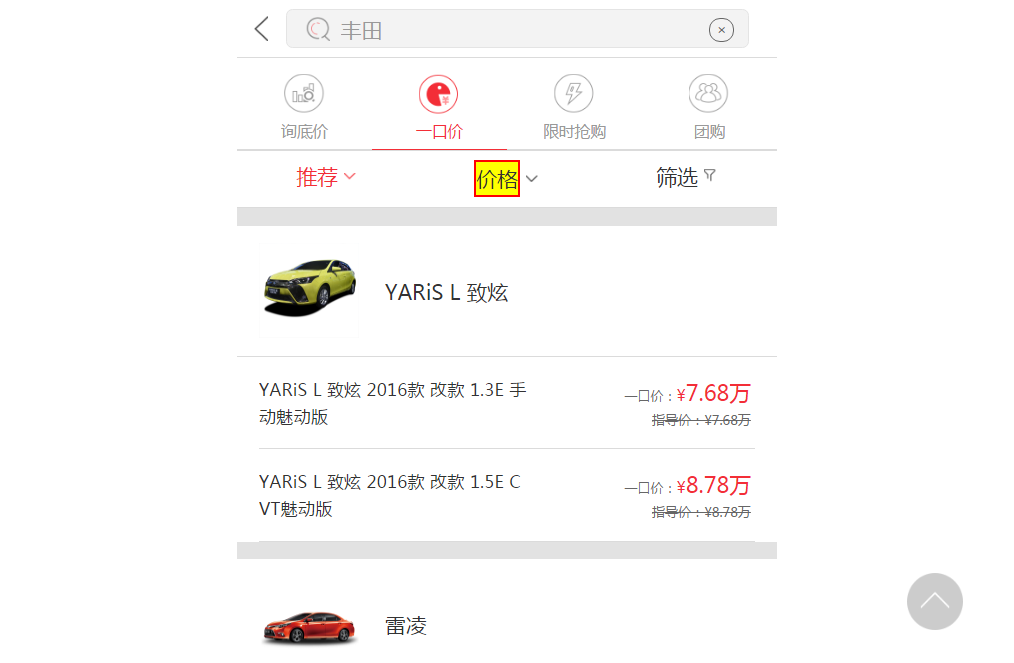 丰田
询底价 一口价 限时抢购 团购
推荐 价格 筛选
YARiS L 致炫
YARiS L 致炫 2016款 改款 1.3E 手
动魅动版
一口价：¥7.68万
指导价：¥7.68万
YARiS L 致炫 2016款 改款 1.5E C
VT魅动版
一口价：¥8.78万
指导价：¥8.78万
雷凌